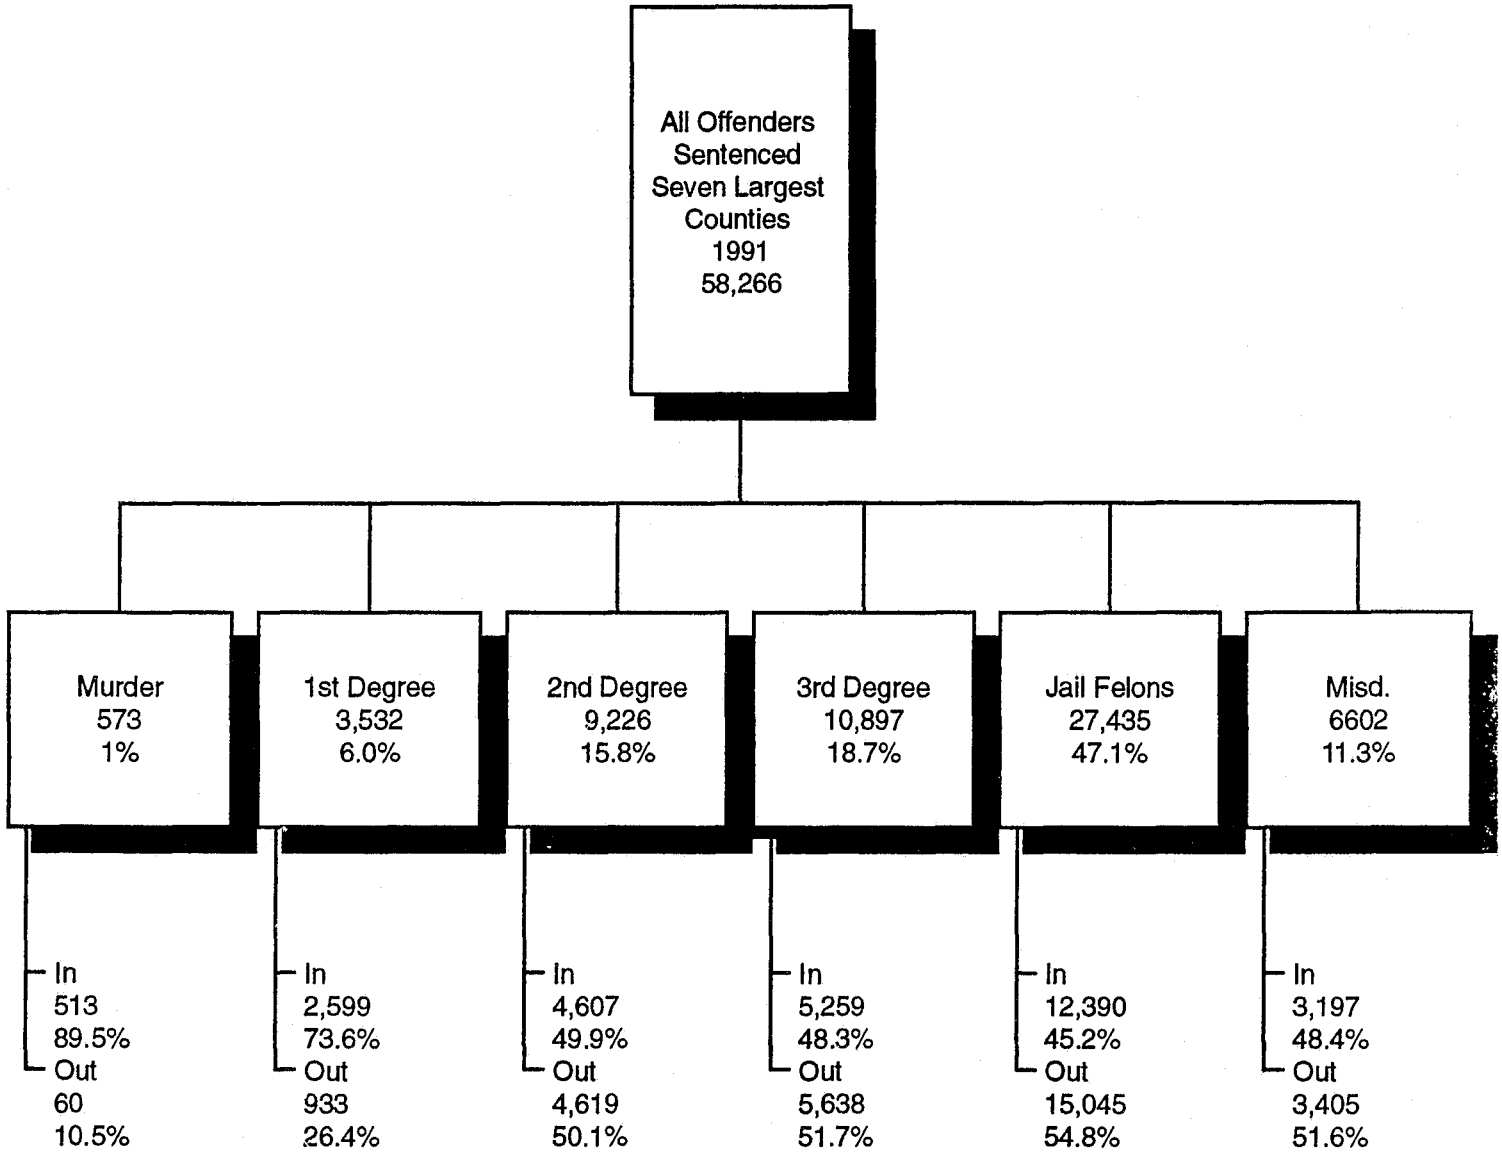 All Offenders
Sentenced
Seven Largest
Counties
1991
58,266
Murder
573
1%
1st Degree
3,532
6.0%
2nd Degree
9,226
15.8%
3rd Degree
10,897
18.7%
Jail Felons
27,435
47.1%
Misd.
6602
11.3%
In
513
89.5%
Out
60
10.5%
In
2,599
73.6%
Out
933
26.4%
In
4,607
49.9%
Out
4,619
50.1%
In
5,259
48.3%
Out
5,638
51.7%
In
12,390
45.2%
Out
15,045
54.8%
In
3,197
48.4%
Out
3,405
51.6%